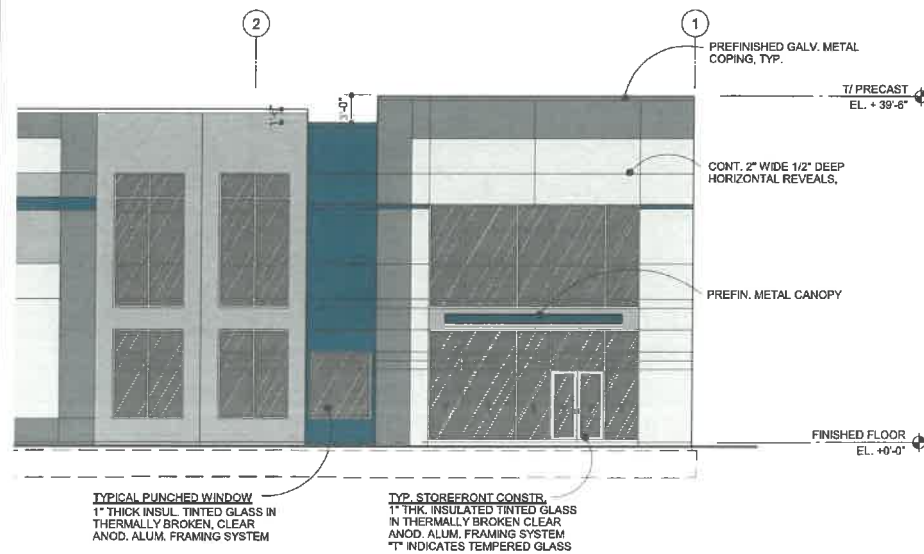 2
1
PREFINISHED GALV. METAL
COPING, TYP.
T/ PRECAST
EL. + 39'-6"
1'-6"
3'-0"
CONT. 2" WIDE 1/2" DEEP
HORIZONTAL REVEALS,
PREFIN. METAL CANOPY
FINISHED FLOOR
EL. +0'-0"
TYPICAL PUNCHED WINDOW
1" THICK INSUL. TINTED GLASS IN
THERMALLY BROKEN, CLEAR
ANOD. ALUM. FRAMING SYSTEM
TYP. STOREFRONT CONSTR.
1" THK. INSULATED TINTED GLASS
IN THERMALLY BROKEN CLEAR
ANOD. ALUM. FRAMING SYSTEM
"T" INDICATES TEMPERED GLASS